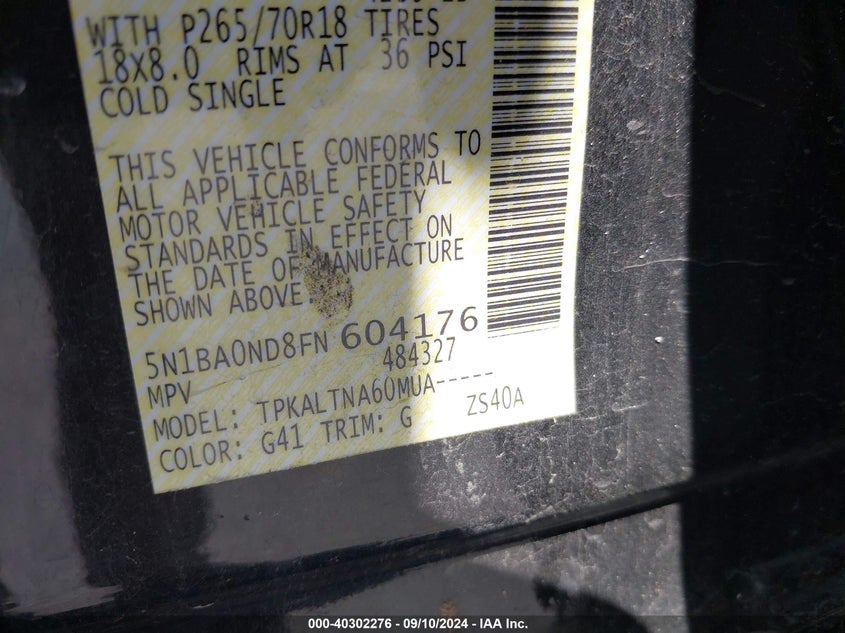 WITH P265/70R18 TIRES
18X8.0 RIMS AT 36 PSI
COLD SINGLE
THIS VEHICLE CONFORMS TO
ALL APPLICABLE FEDERAL
MOTOR VEHICLE SAFETY
STANDARDS IN EFFECT ON
THE DATE OF MANUFACTURE
SHOWN ABOVE
5N1BA0ND8FN 604176
MPV 484327
MODEL: TPKALTNA60MUA-----
COLOR: G41 TRIM: G ZS40A
000-40302276 - 09/10/2024 - IAA Inc.